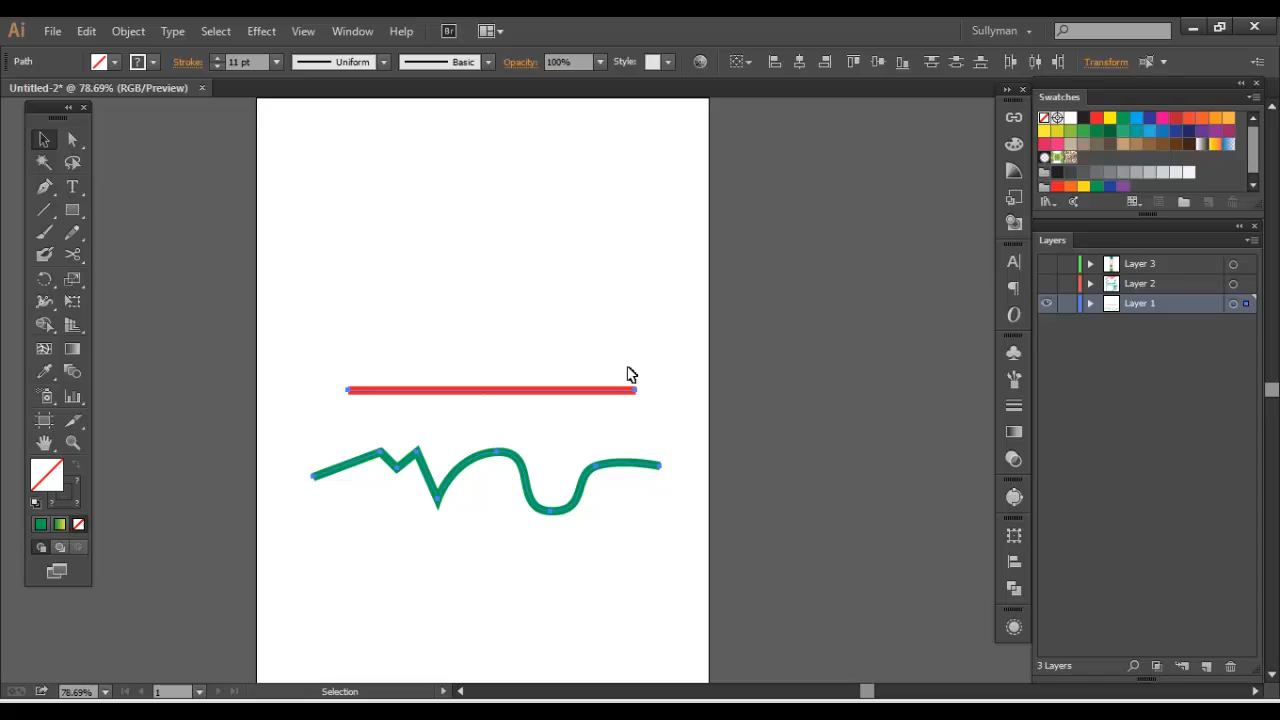 Ai File Edit Object Type Select Effect View Window Help Br Sullyman
Path Stroke: 11 pt Uniform Basic Opacity: 100% Style: Transform
Untitled-2* @ 78.69% (RGB/Preview)
Swatches
Layers
Layer 3
Layer 2
Layer 1
3 Layers
78.69% 1 Selection